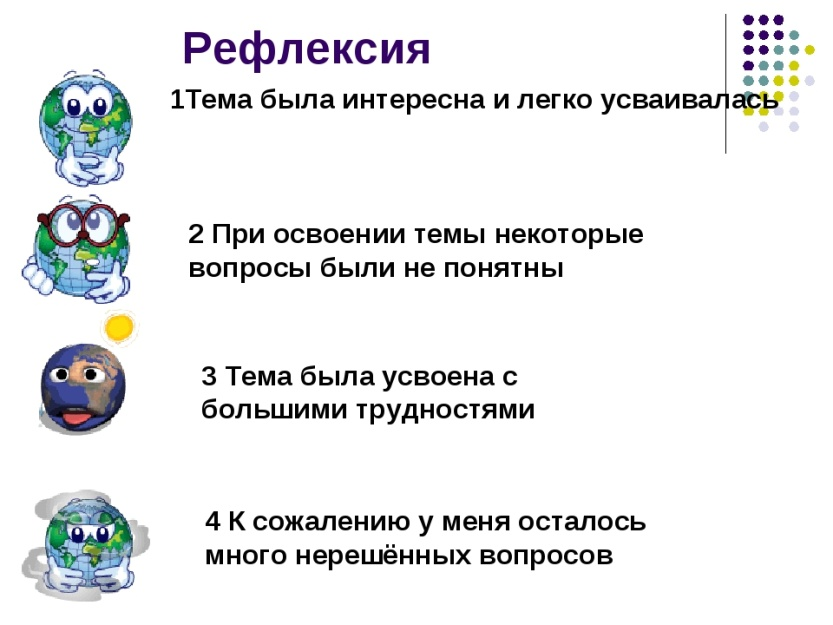 Рефлексия
1Тема была интересна и легко усваивалась
2 При освоении темы некоторые
вопросы были не понятны
3 Тема была усвоена с
большими трудностями
4 К сожалению у меня осталось
много нерешённых вопросов